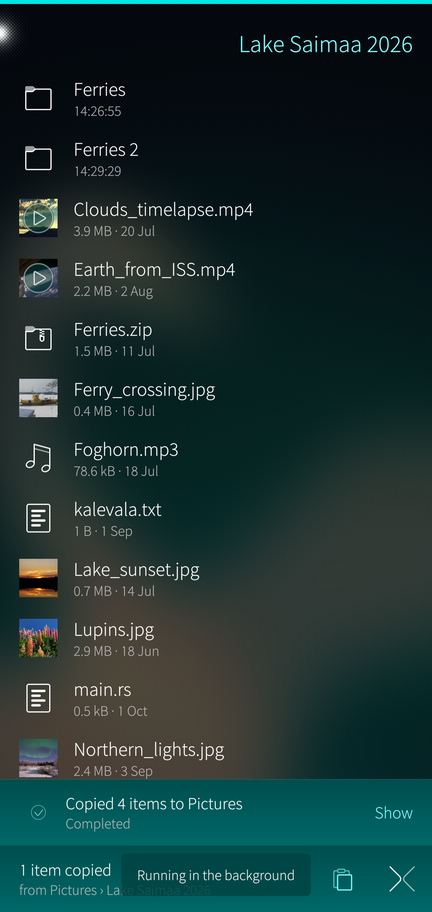 Lake Saimaa 2026
Ferries
14:26:55
Ferries 2
14:29:29
Clouds_timelapse.mp4
3.9 MB · 20 Jul
Earth_from_ISS.mp4
2.2 MB · 2 Aug
Ferries.zip
1.5 MB · 11 Jul
Ferry_crossing.jpg
0.4 MB · 16 Jul
Foghorn.mp3
78.6 kB · 18 Jul
kalevala.txt
1 B · 1 Sep
Lake_sunset.jpg
0.7 MB · 14 Jul
Lupins.jpg
2.9 MB · 18 Jun
main.rs
0.5 kB · 1 Oct
Northern_lights.jpg
2.4 MB · 3 Sep
Copied 4 items to Pictures
Completed
Show
1 item copied
Running in the background
from Pictures › Lake Saimaa 2026